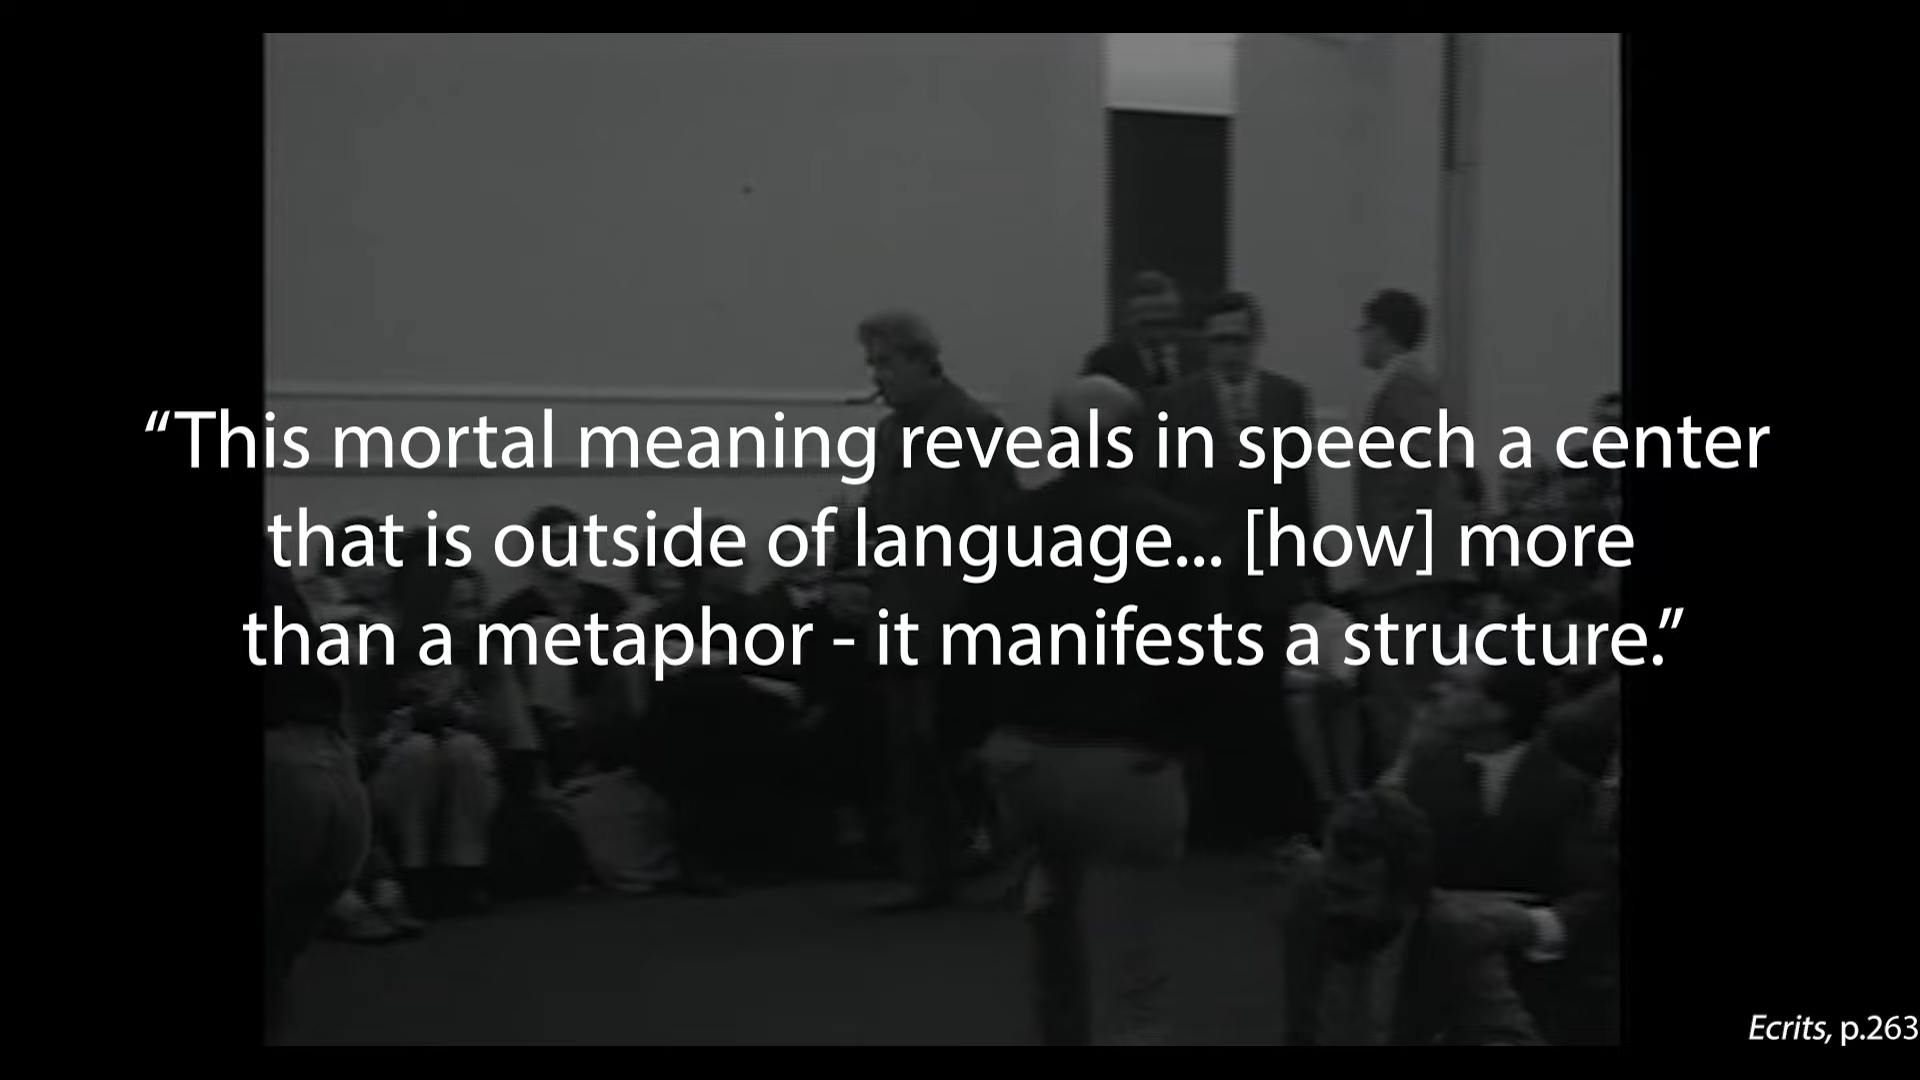 “This mortal meaning reveals in speech a center
that is outside of language... [how] more
than a metaphor - it manifests a structure.”
Ecrits, p.263